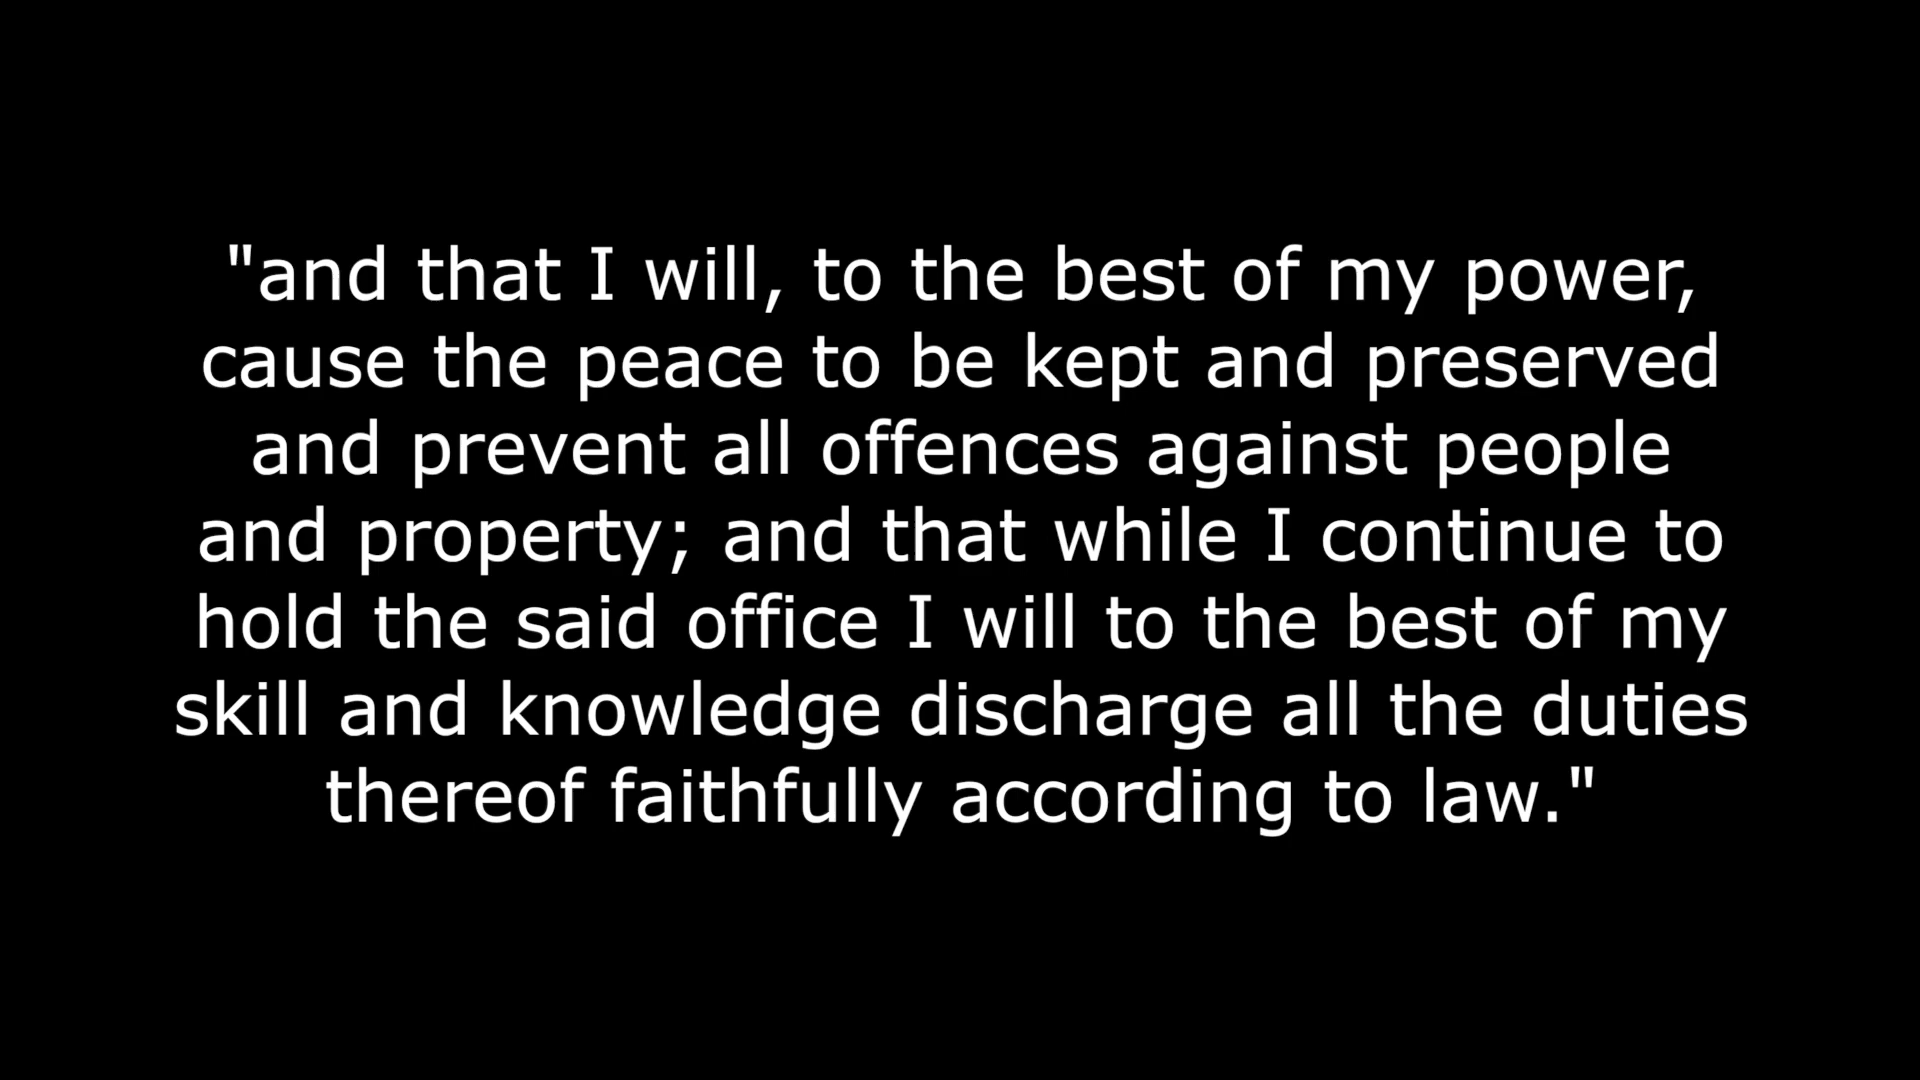 "and that I will, to the best of my power,
cause the peace to be kept and preserved
and prevent all offences against people
and property; and that while I continue to
hold the said office I will to the best of my
skill and knowledge discharge all the duties
thereof faithfully according to law."